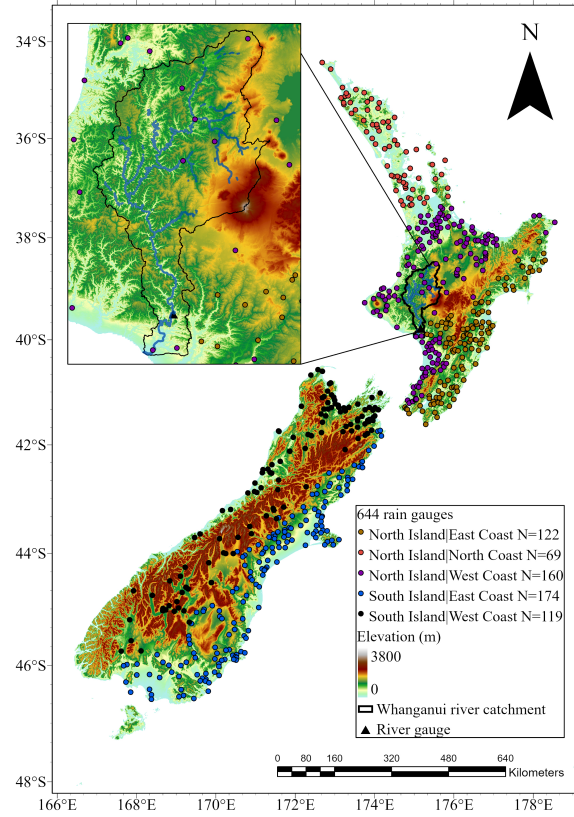 N
34°S
36°S
38°S
40°S
42°S
44°S
46°S
48°S
644 rain gauges
North Island|East Coast N=122
North Island|North Coast N=69
North Island|West Coast N=160
South Island|East Coast N=174
South Island|West Coast N=119
Elevation (m)
3800
0
Whanganui river catchment
River gauge
0 80 160 320 480 640
Kilometers
166°E 168°E 170°E 172°E 174°E 176°E 178°E